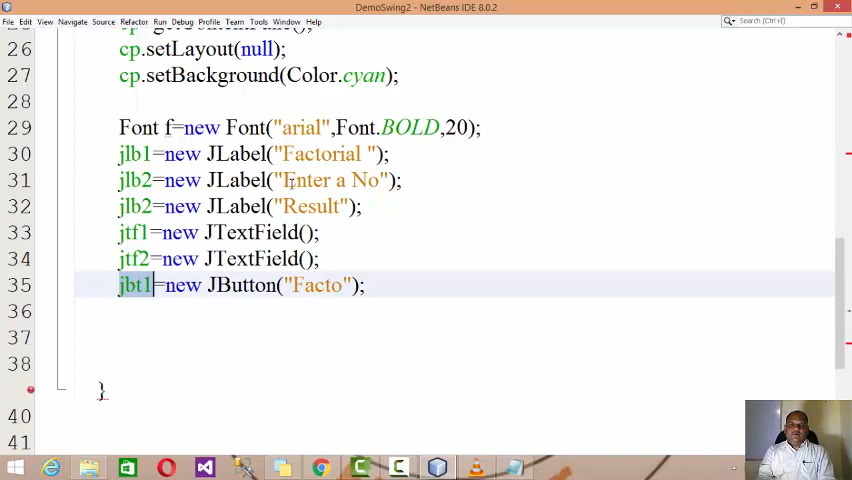 DemoSwing2 - NetBeans IDE 8.0.2
File Edit View Navigate Source Refactor Run Debug Profile Team Tools Window Help
Search (Ctrl+I)
26 cp.setLayout(null);
27 cp.setBackground(Color.cyan);
28
29 Font f=new Font("arial",Font.BOLD,20);
30 jlb1=new JLabel("Factorial ");
31 jlb2=new JLabel("Enter a No");
32 jlb2=new JLabel("Result");
33 jtf1=new JTextField();
34 jtf2=new JTextField();
35 jbt1=new JButton("Facto");
36
37
38
}
40
41